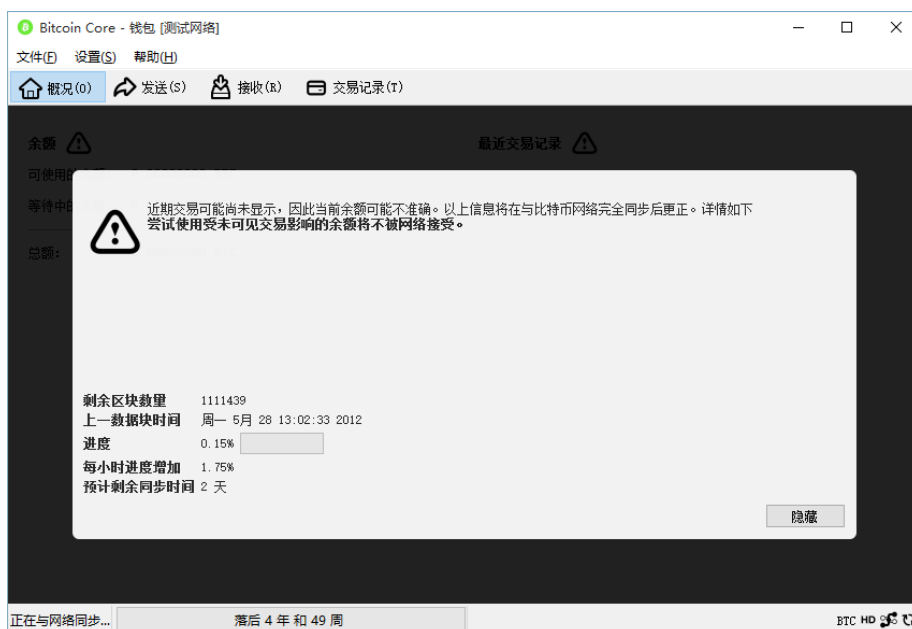 Bitcoin Core - 钱包 [测试网络]
文件(F) 设置(S) 帮助(H)
概况(O) 发送(S) 接收(R) 交易记录(T)
余额 最近交易记录
可使用的
等待中的
总额:
近期交易可能尚未显示，因此当前余额可能不准确。以上信息将在与比特币网络完全同步后更正。详情如下
尝试使用受未可见交易影响的余额将不被网络接受。
剩余区块数量 1111439
上一数据块时间 周一 5月 28 13:02:33 2012
进度 0.15%
每小时进度增加 1.75%
预计剩余同步时间 2 天
隐藏
正在与网络同步... 落后 4 年 和 49 周 BTC HD